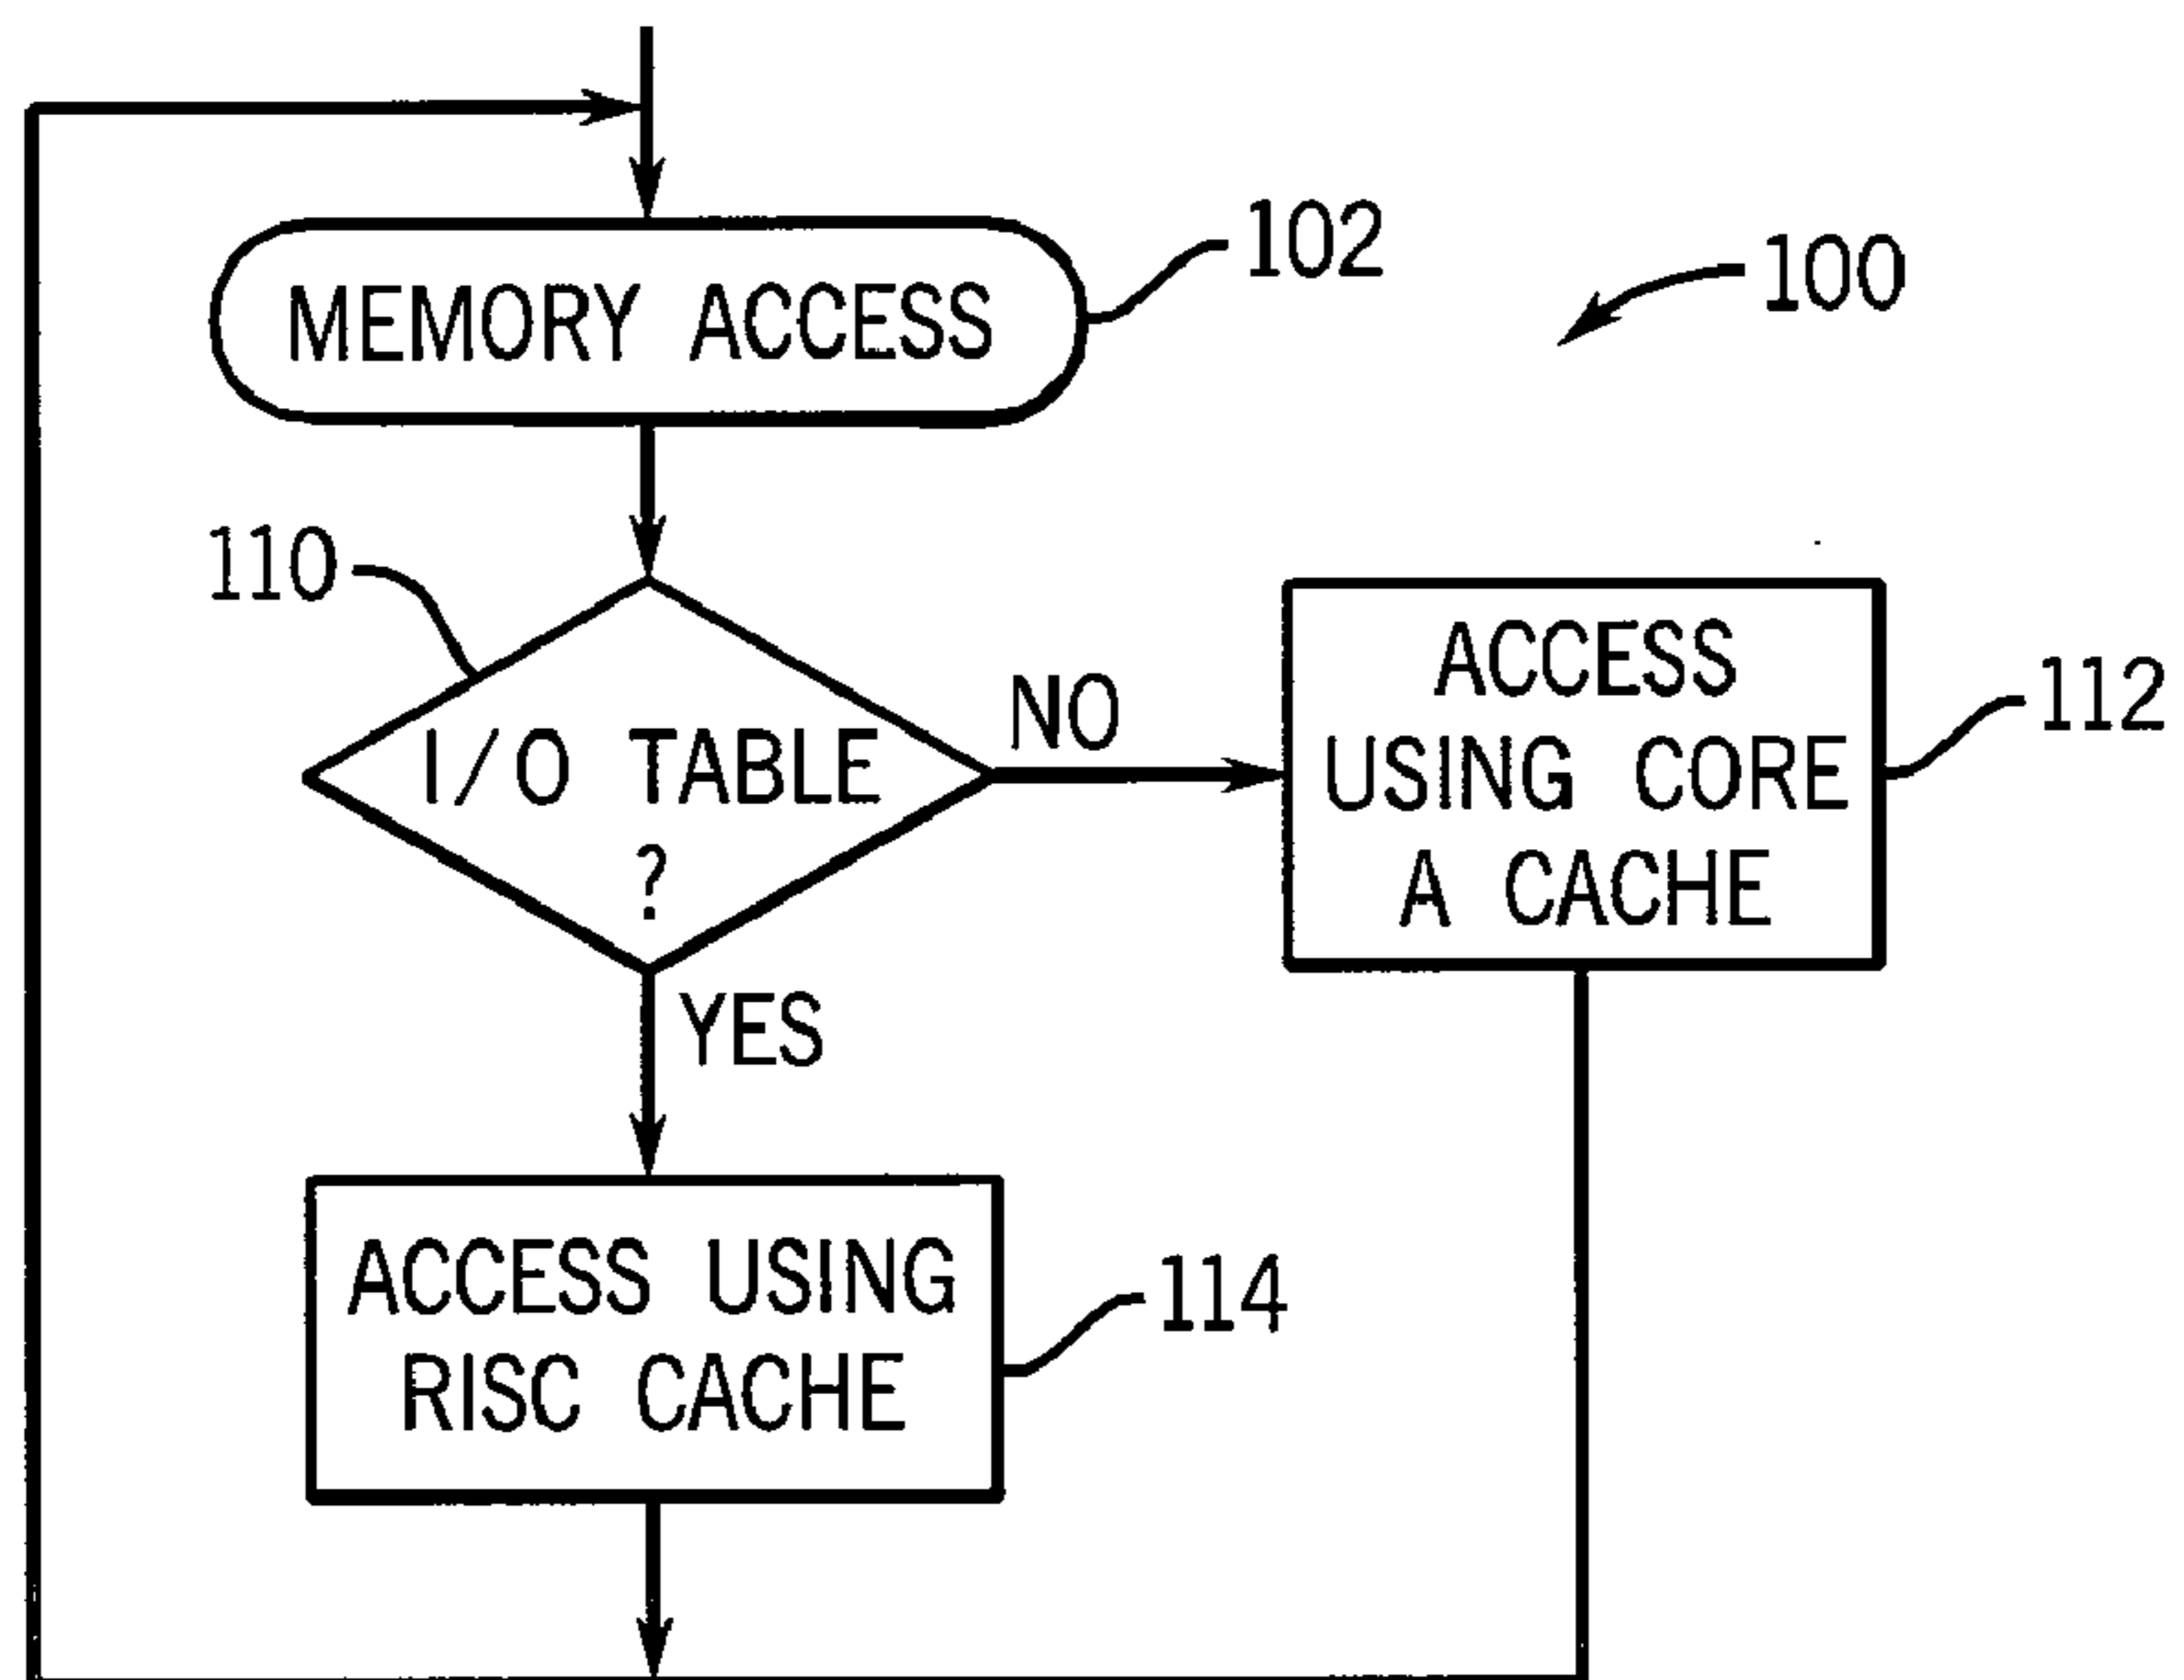 102
MEMORY ACCESS
100
110
I/O TABLE
?
NO
ACCESS
USING CORE
A CACHE
112
YES
ACCESS USING
RISC CACHE
114